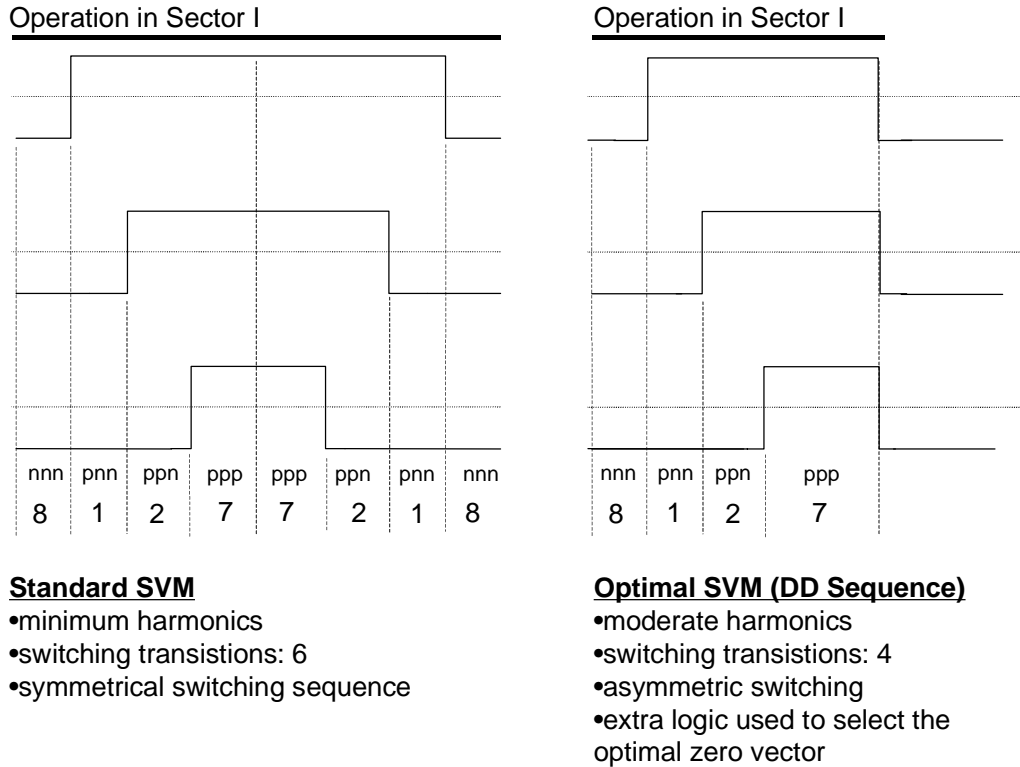 Operation in Sector I
Operation in Sector I
nnn pnn ppn ppp ppp ppn pnn nnn
8 1 2 7 7 2 1 8
nnn pnn ppn ppp
8 1 2 7
Standard SVM
•minimum harmonics
•switching transistions: 6
•symmetrical switching sequence
Optimal SVM (DD Sequence)
•moderate harmonics
•switching transistions: 4
•asymmetric switching
•extra logic used to select the
optimal zero vector